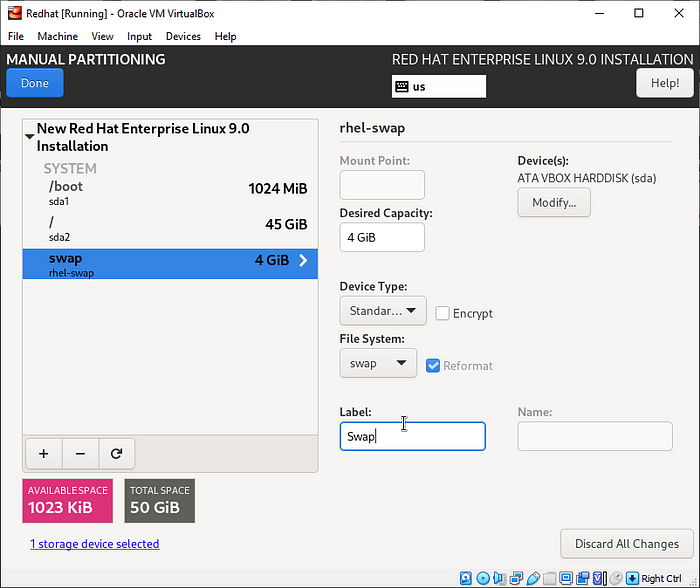 Redhat [Running] - Oracle VM VirtualBox
File Machine View Input Devices Help
MANUAL PARTITIONING
RED HAT ENTERPRISE LINUX 9.0 INSTALLATION
Done
us
Help!
New Red Hat Enterprise Linux 9.0
Installation
SYSTEM
/boot
sda1
1024 MiB
/
sda2
45 GiB
swap
rhel-swap
4 GiB
rhel-swap
Mount Point:
Device(s):
ATA VBOX HARDDISK (sda)
Modify...
Desired Capacity:
4 GiB
Device Type:
Standar...
Encrypt
File System:
swap
Reformat
Label:
Name:
Swap
AVAILABLE SPACE
1023 KiB
TOTAL SPACE
50 GiB
1 storage device selected
Discard All Changes
Right Ctrl